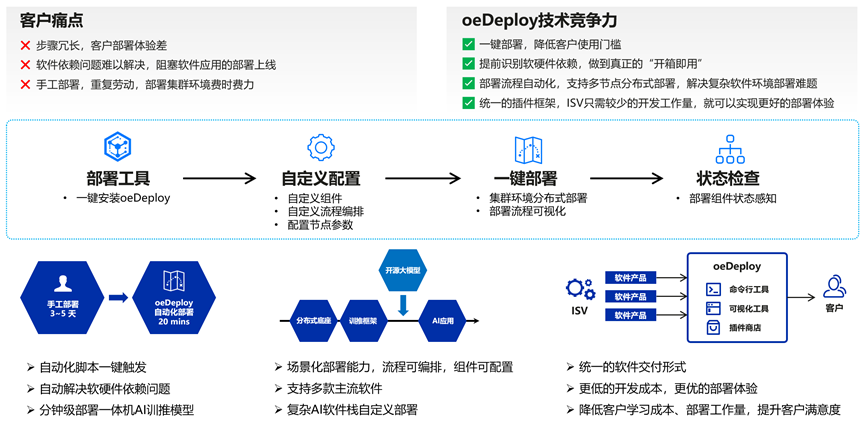 客户痛点
步骤冗长，客户部署体验差
软件依赖问题难以解决，阻塞软件应用的部署上线
手工部署，重复劳动，部署集群环境费时费力
oeDeploy技术竞争力
一键部署，降低客户使用门槛
提前识别软硬件依赖，做到真正的“开箱即用”
部署流程自动化，支持多节点分布式部署，解决复杂软件环境部署难题
统一的插件框架，ISV只需较少的开发工作量，就可以实现更好的部署体验
部署工具
• 一键安装oeDeploy
自定义配置
• 自定义组件
• 自定义流程编排
• 配置节点参数
一键部署
• 集群环境分布式部署
• 部署流程可视化
状态检查
• 部署组件状态感知
手工部署
3~5 天
oeDeploy
自动化部署
20 mins
➢ 自动化脚本一键触发
➢ 自动解决软硬件依赖问题
➢ 分钟级部署一体机AI训推模型
开源大模型
分布式底座
训推框架
AI应用
➢ 场景化部署能力，流程可编排，组件可配置
➢ 支持多款主流软件
➢ 复杂AI软件栈自定义部署
ISV
软件产品
软件产品
软件产品
oeDeploy
命令行工具
可视化工具
插件商店
客户
➢ 统一的软件交付形式
➢ 更低的开发成本，更优的部署体验
➢ 降低客户学习成本、部署工作量，提升客户满意度